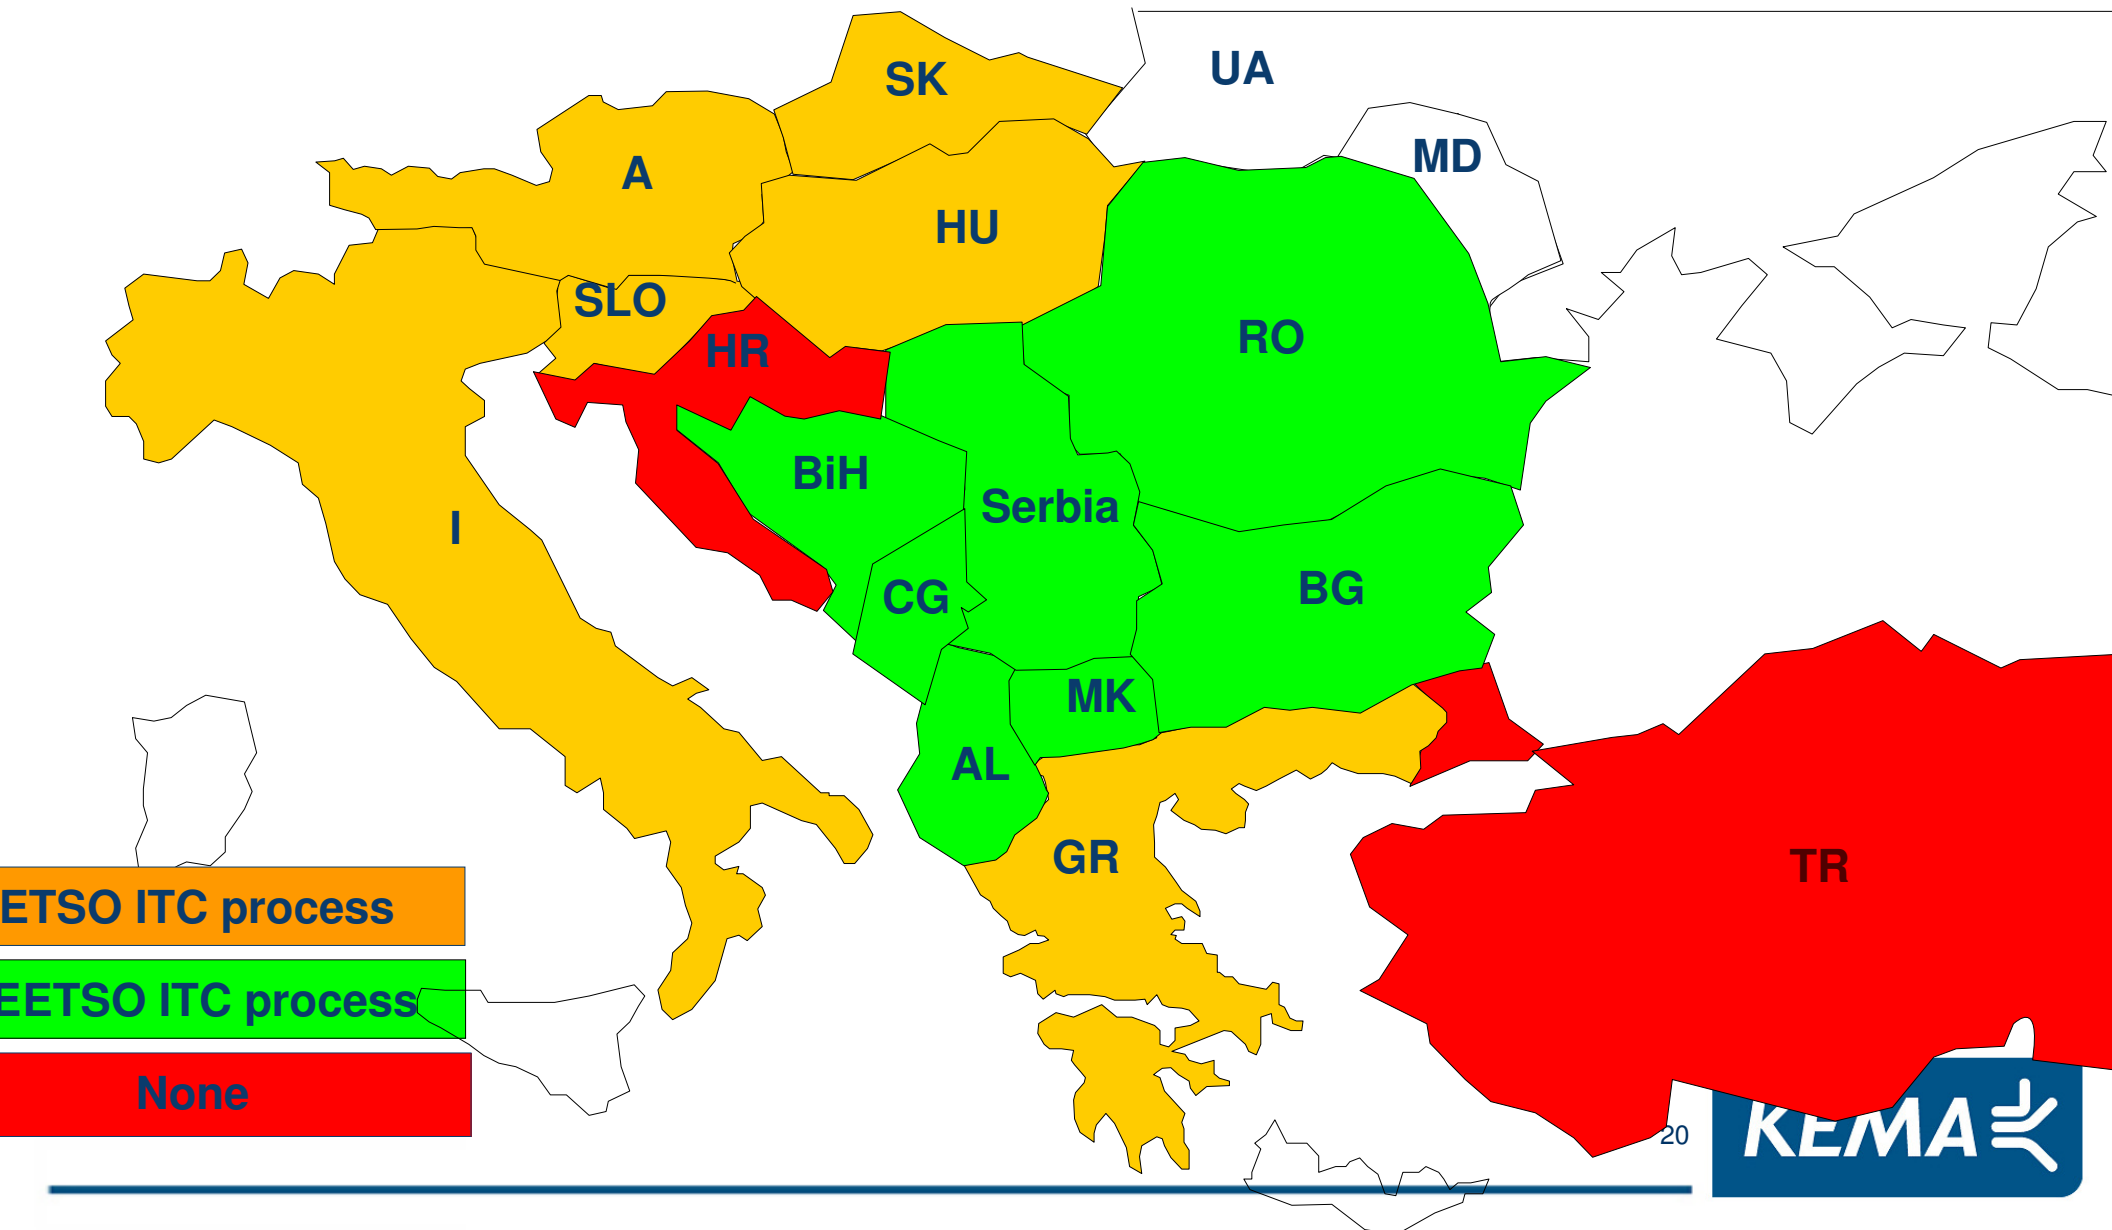 SK
UA
MD
A
HU
SLO
HR
RO
BiH
Serbia
I
CG
BG
MK
AL
GR
TR
ETSO ITC process
EETSO ITC process
None
20
KEMA